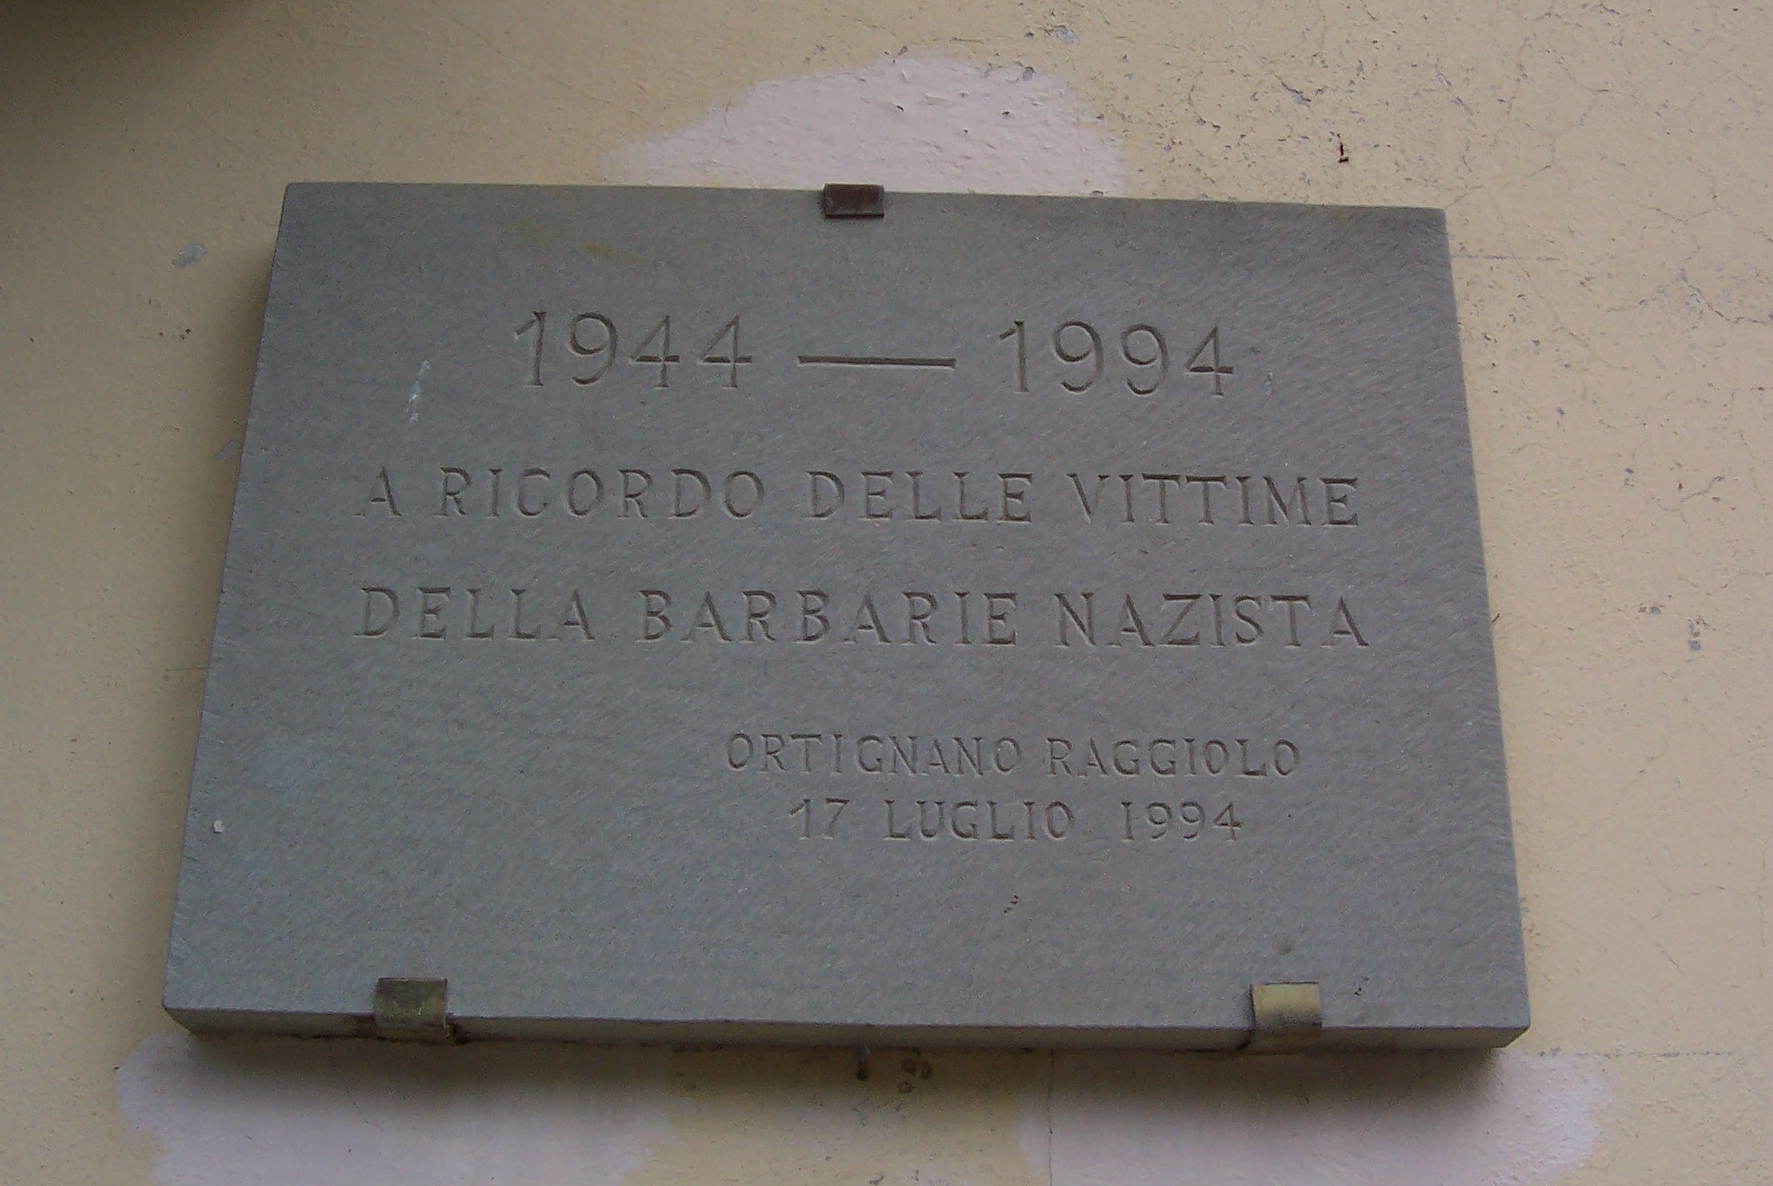 1944 — 1994
A RICORDO DELLE VITTIME
DELLA BARBARIE NAZISTA
ORTIGNANO RAGGIOLO
17 LUGLIO 1994